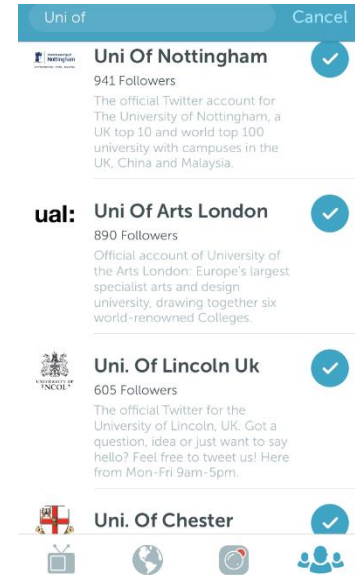 Uni of
Cancel
Uni Of Nottingham
941 Followers
The official Twitter account for
The University of Nottingham, a
UK top 10 and world top 100
university with campuses in the
UK, China and Malaysia.
ual:
Uni Of Arts London
890 Followers
Official account of University of
the Arts London: Europe's largest
specialist arts and design
university, drawing together six
world-renowned Colleges.
Uni. Of Lincoln Uk
605 Followers
The official Twitter for the
University of Lincoln, UK. Got a
question, idea or just want to say
hello? Feel free to tweet us! Here
from Mon-Fri 9am-5pm.
Uni. Of Chester